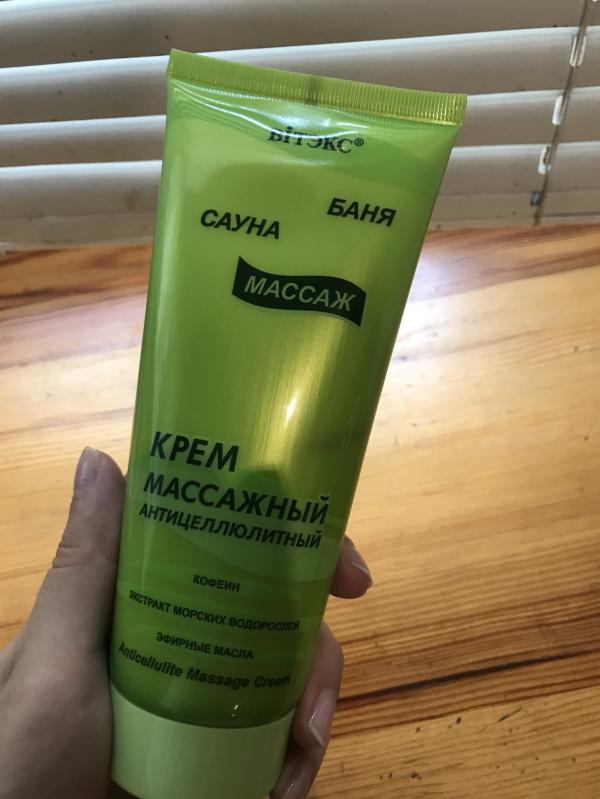 ВІТЭКС®
САУНА БАНЯ
МАССАЖ
КРЕМ
МАССАЖНЫЙ
АНТИЦЕЛЛЮЛИТНЫЙ
КОФЕИН
ЭКСТРАКТ МОРСКИХ ВОДОРОСЛЕЙ
ЭФИРНЫЕ МАСЛА
Anticellulite Massage Cream